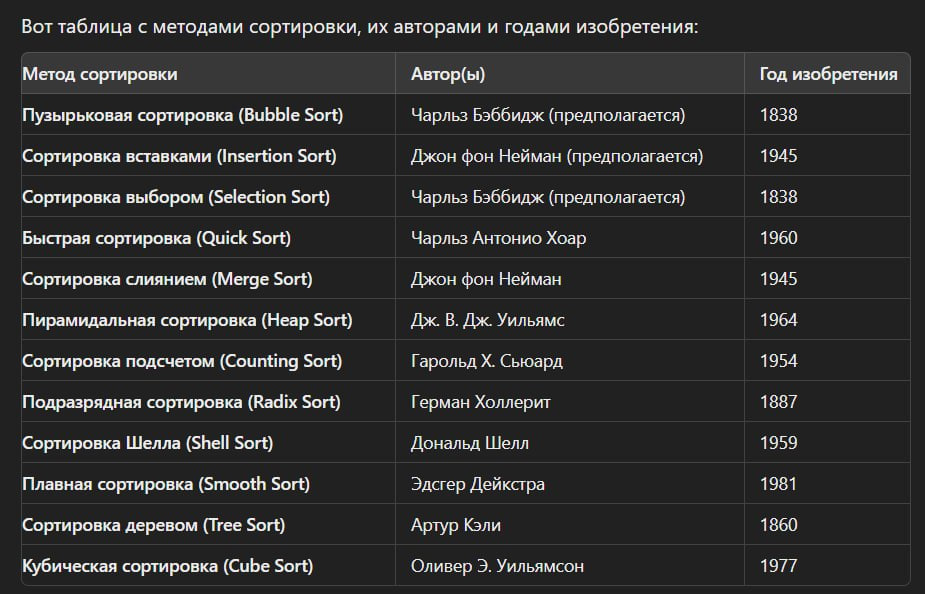 Вот таблица с методами сортировки, их авторами и годами изобретения:
Метод сортировки Автор(ы) Год изобретения
Пузырьковая сортировка (Bubble Sort) Чарльз Бэббидж (предполагается) 1838
Сортировка вставками (Insertion Sort) Джон фон Нейман (предполагается) 1945
Сортировка выбором (Selection Sort) Чарльз Бэббидж (предполагается) 1838
Быстрая сортировка (Quick Sort) Чарльз Антонио Хоар 1960
Сортировка слиянием (Merge Sort) Джон фон Нейман 1945
Пирамидальная сортировка (Heap Sort) Дж. В. Дж. Уильямс 1964
Сортировка подсчетом (Counting Sort) Гарольд Х. Сьюард 1954
Подразрядная сортировка (Radix Sort) Герман Холлерит 1887
Сортировка Шелла (Shell Sort) Дональд Шелл 1959
Плавная сортировка (Smooth Sort) Эдсгер Дейкстра 1981
Сортировка деревом (Tree Sort) Артур Кэли 1860
Кубическая сортировка (Cube Sort) Оливер Э. Уильямсон 1977